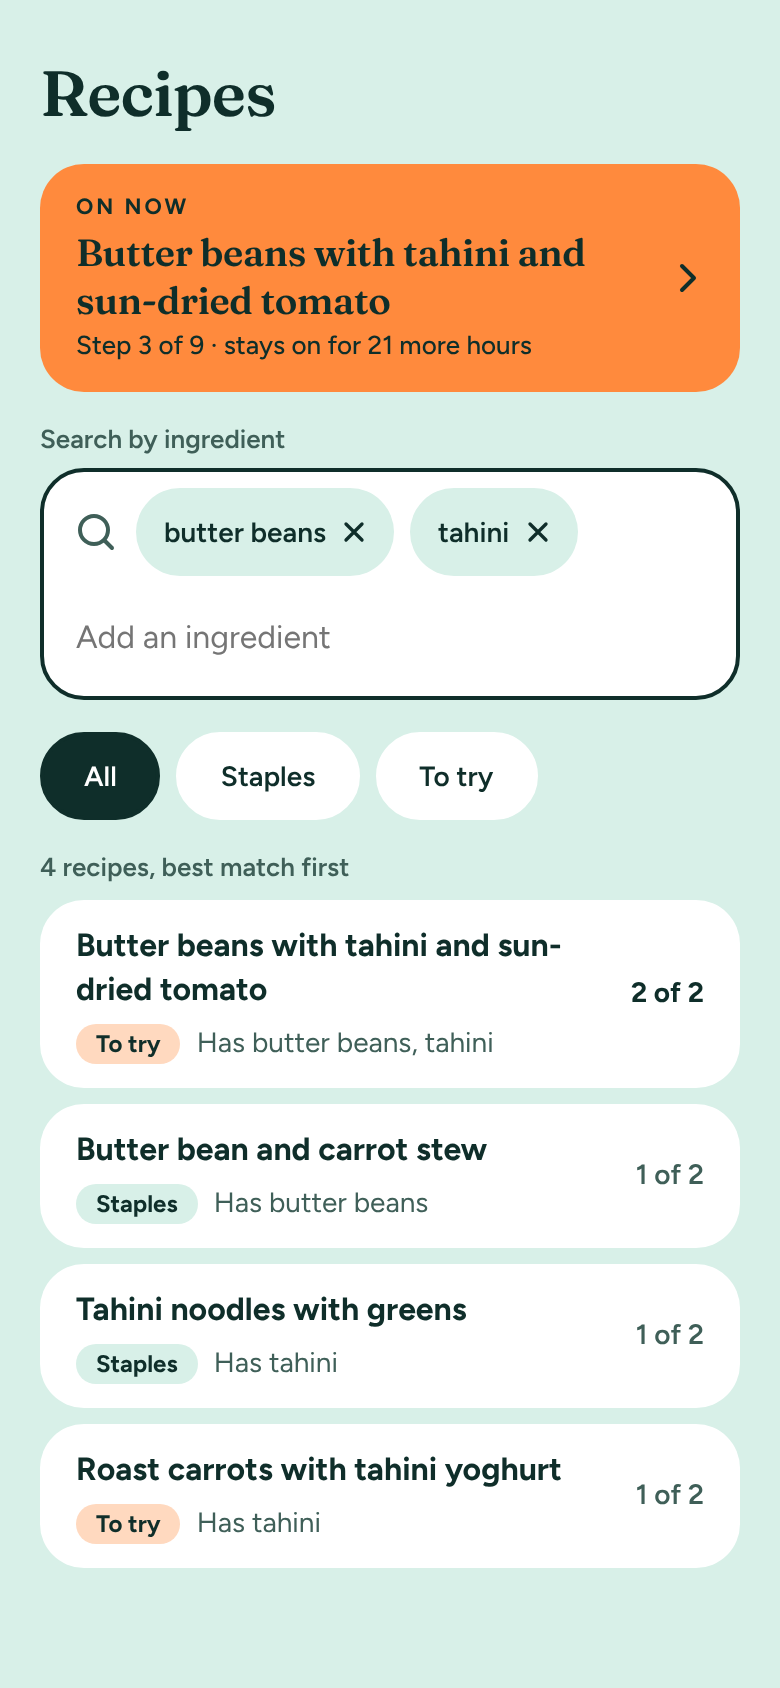 Recipes
ON NOW
Butter beans with tahini and
sun-dried tomato
Step 3 of 9 · stays on for 21 more hours
Search by ingredient
butter beans
tahini
Add an ingredient
All
Staples
To try
4 recipes, best match first
Butter beans with tahini and sun-
dried tomato
2 of 2
To try
Has butter beans, tahini
Butter bean and carrot stew
1 of 2
Staples
Has butter beans
Tahini noodles with greens
1 of 2
Staples
Has tahini
Roast carrots with tahini yoghurt
1 of 2
To try
Has tahini